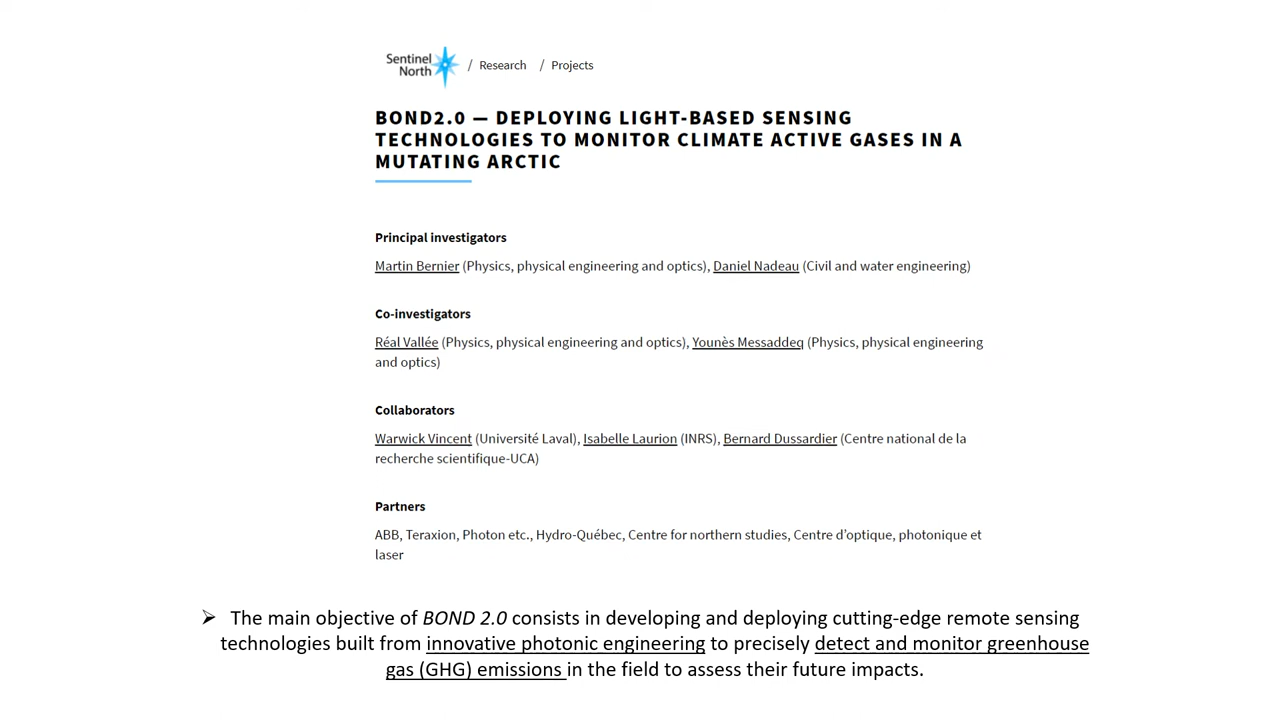 Sentinel
North
/ Research / Projects
BOND2.0 — DEPLOYING LIGHT-BASED SENSING
TECHNOLOGIES TO MONITOR CLIMATE ACTIVE GASES IN A
MUTATING ARCTIC
Principal investigators
Martin Bernier (Physics, physical engineering and optics), Daniel Nadeau (Civil and water engineering)
Co-investigators
Réal Vallée (Physics, physical engineering and optics), Younès Messaddeq (Physics, physical engineering
and optics)
Collaborators
Warwick Vincent (Université Laval), Isabelle Laurion (INRS), Bernard Dussardier (Centre national de la
recherche scientifique-UCA)
Partners
ABB, Teraxion, Photon etc., Hydro-Québec, Centre for northern studies, Centre d'optique, photonique et
laser
➢ The main objective of BOND 2.0 consists in developing and deploying cutting-edge remote sensing
technologies built from innovative photonic engineering to precisely detect and monitor greenhouse
gas (GHG) emissions in the field to assess their future impacts.